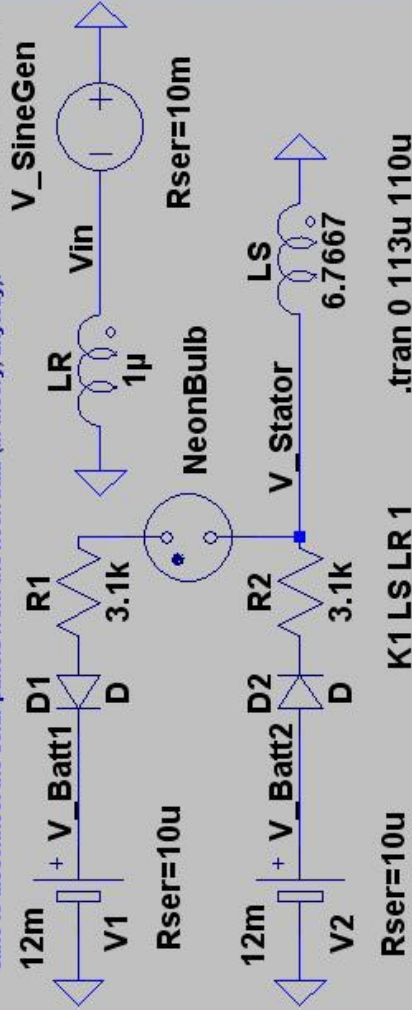 V_SineGen
Vin
Rser=10m
LR
1µ
NeonBulb
R1
3.1k
D1
D
V_Batt1
12m
+
V1
Rser=10u
LS
6.7667
V_Stator
R2
3.1k
D2
D
V_Batt2
12m
+
V2
Rser=10u
K1 LS LR 1
.tran 0 113u 110u